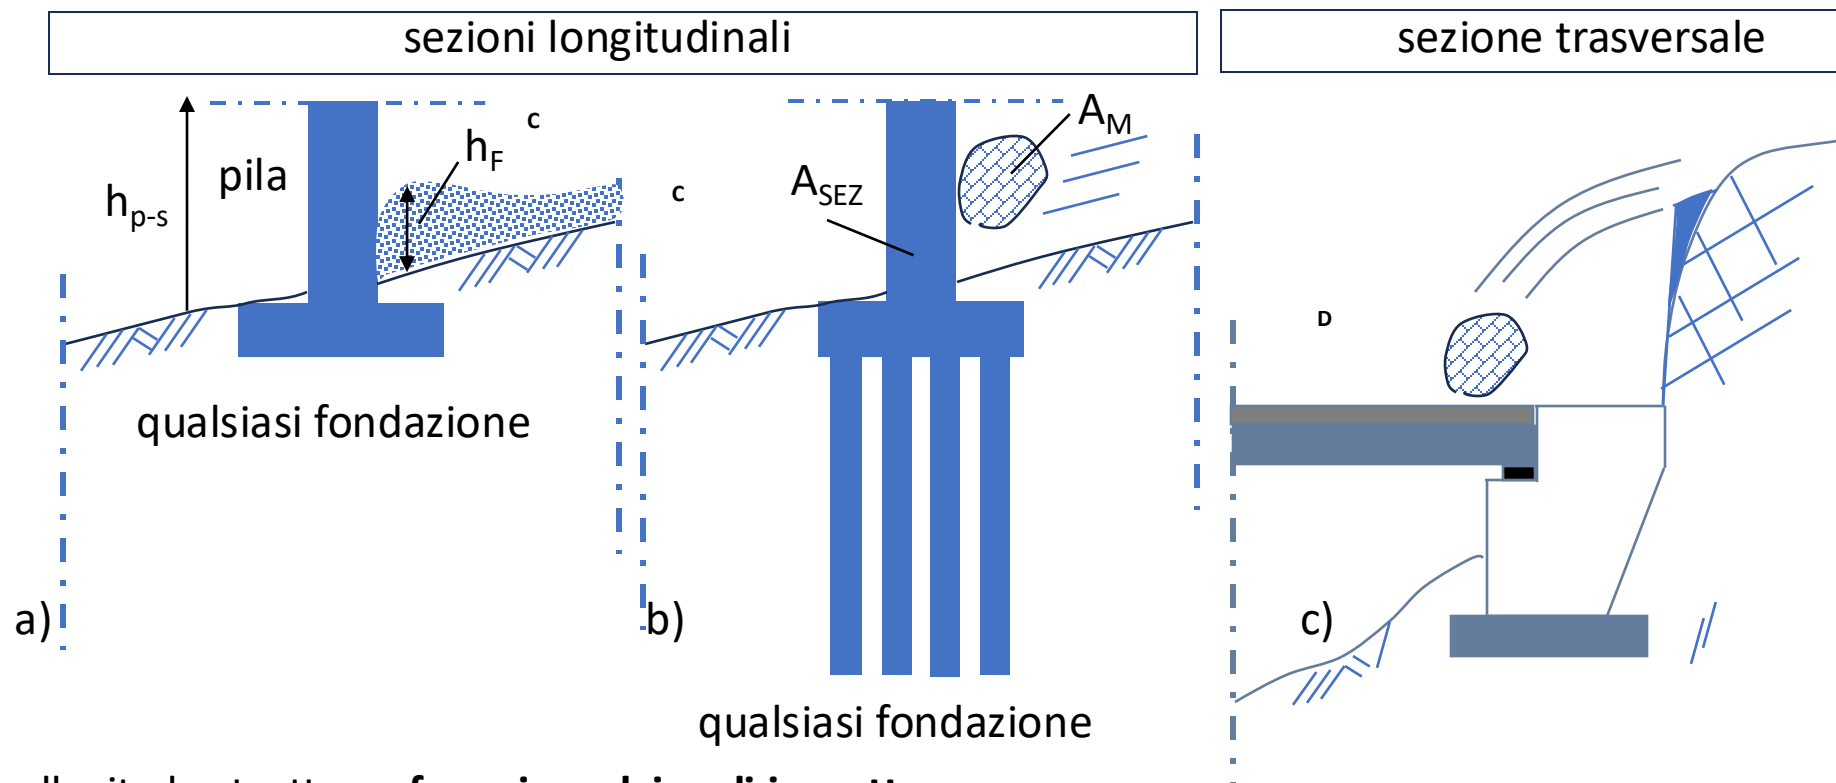 sezioni longitudinali
sezione trasversale
c
h_F
pila
h_p-s
qualsiasi fondazione
a)
A_M
c
A_SEZ
b)
qualsiasi fondazione
D
c)